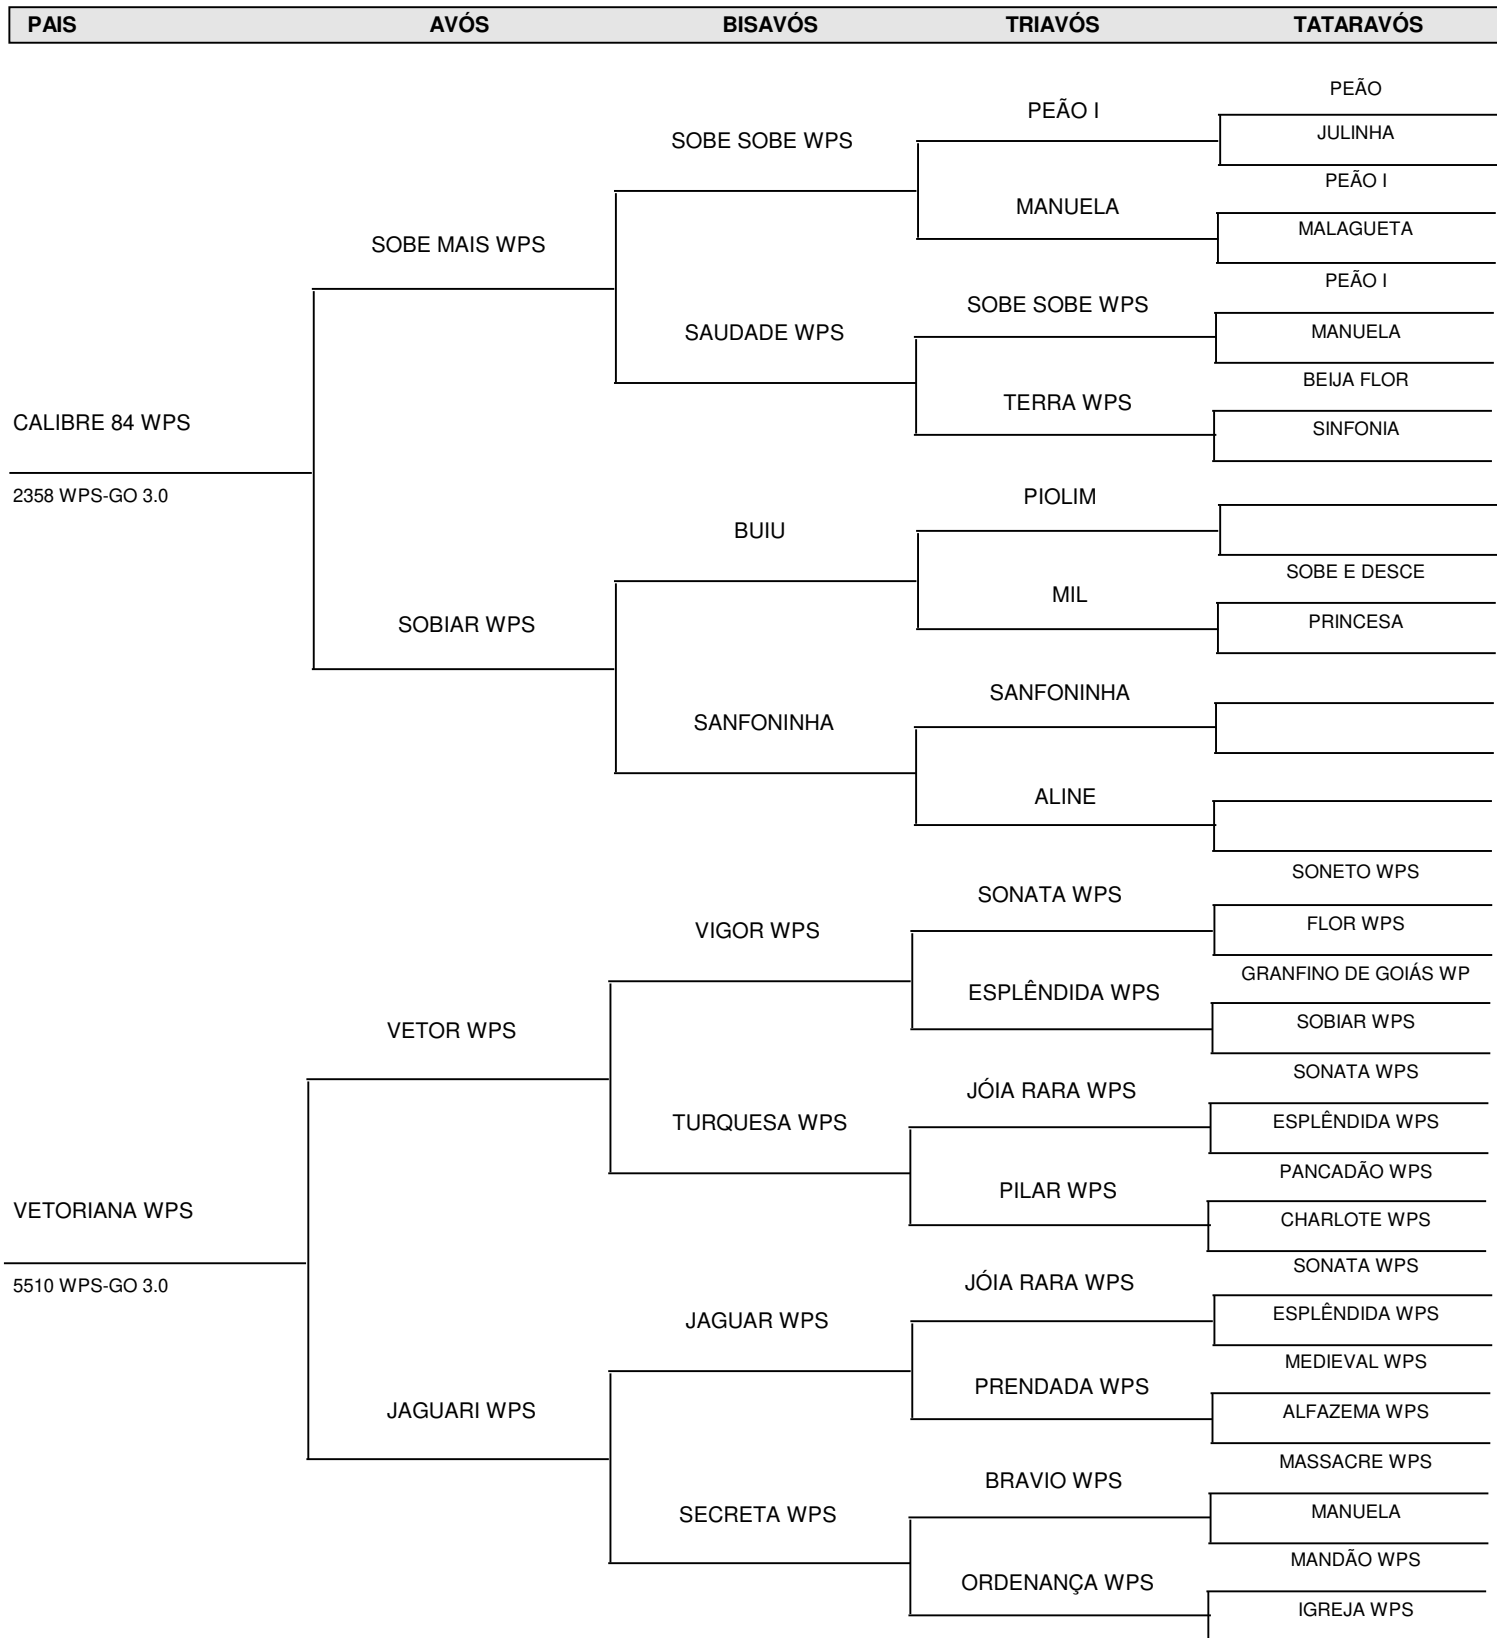 PAIS AVÓS BISAVÓS TRIAVÓS TATARAVÓS
PEÃO
PEÃO I
JULINHA
SOBE SOBE WPS
PEÃO I
MANUELA
MALAGUETA
SOBE MAIS WPS
PEÃO I
SOBE SOBE WPS
SAUDADE WPS
MANUELA
BEIJA FLOR
TERRA WPS
CALIBRE 84 WPS
SINFONIA
2358 WPS-GO 3.0
PIOLIM
BUIU
SOBE E DESCE
MIL
SOBIAR WPS
PRINCESA
SANFONINHA
SANFONINHA
ALINE
SONETO WPS
SONATA WPS
VIGOR WPS
FLOR WPS
GRANFINO DE GOIÁS WP
ESPLÊNDIDA WPS
VETOR WPS
SOBIAR WPS
SONATA WPS
JÓIA RARA WPS
TURQUESA WPS
ESPLÊNDIDA WPS
PANCADÃO WPS
PILAR WPS
VETORIANA WPS
CHARLOTE WPS
SONATA WPS
5510 WPS-GO 3.0
JÓIA RARA WPS
JAGUAR WPS
ESPLÊNDIDA WPS
MEDIEVAL WPS
PRENDADA WPS
JAGUARI WPS
ALFAZEMA WPS
MASSACRE WPS
BRAVIO WPS
SECRETA WPS
MANUELA
MANDÃO WPS
ORDENANÇA WPS
IGREJA WPS